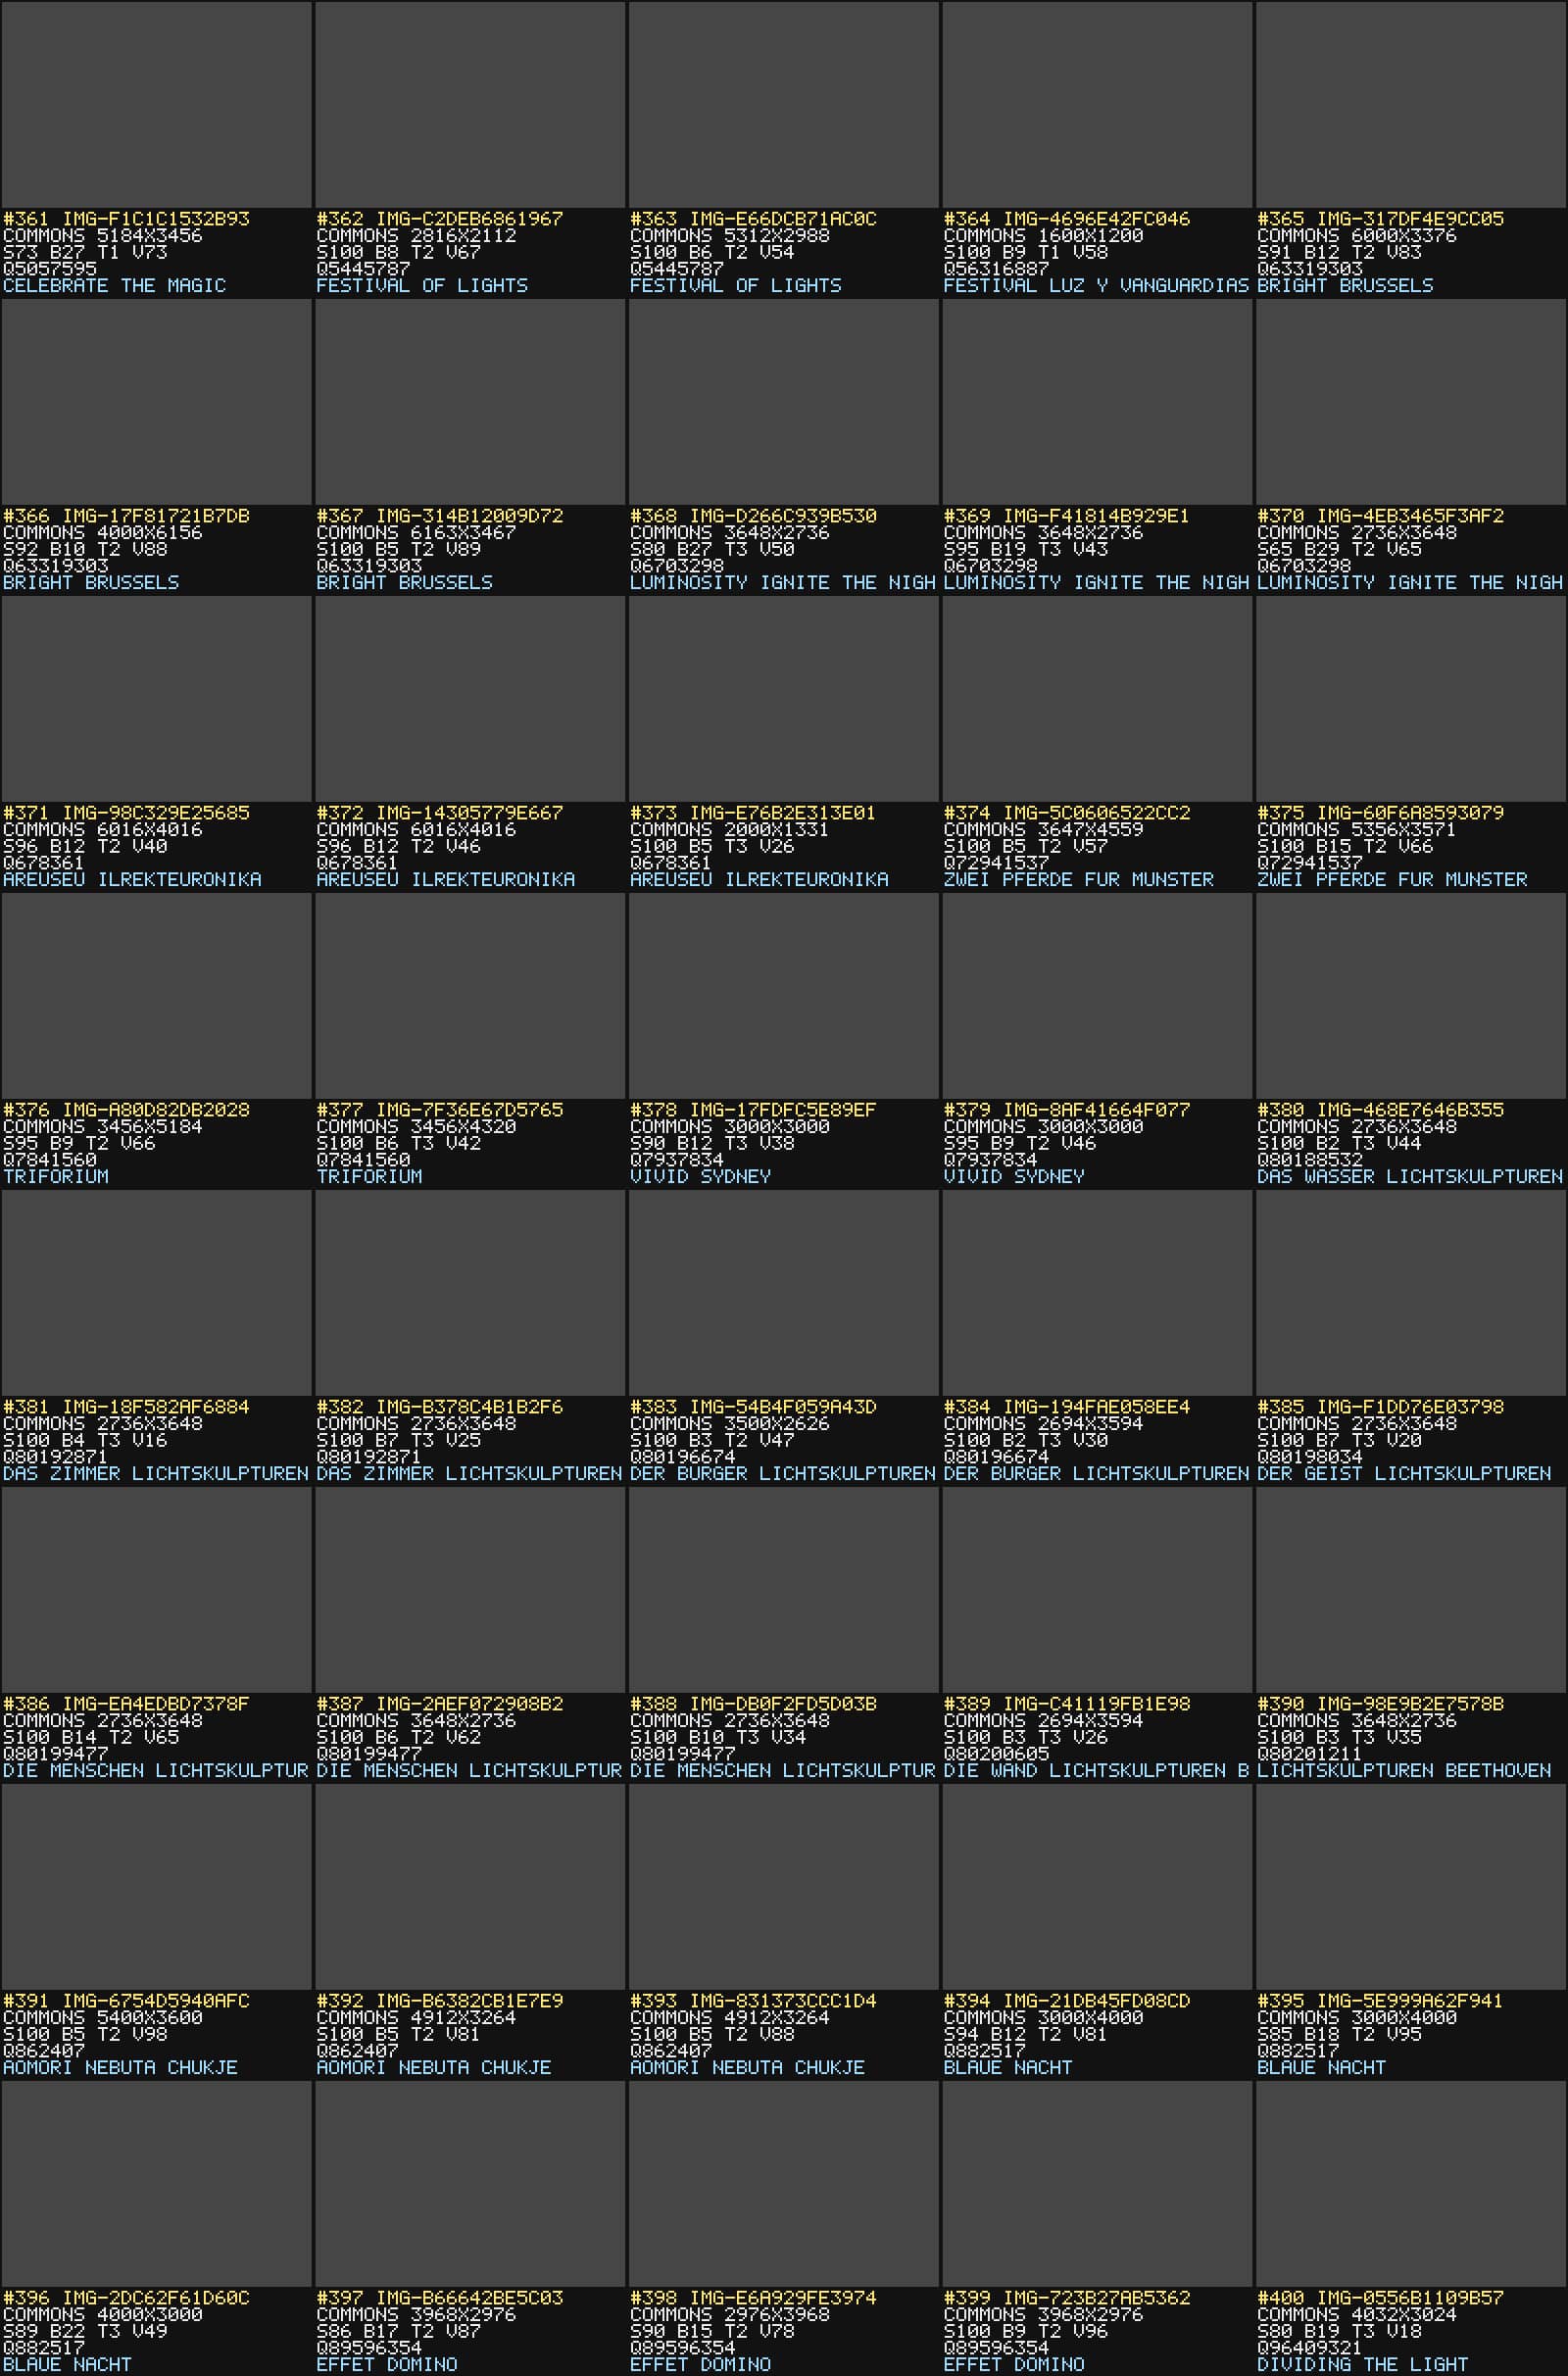 #361 IMG-F1C1C1532B93
COMMONS 5184X3456
S73 B27 T1 V73
Q5057595
CELEBRATE THE MAGIC
#362 IMG-C2DEB6861967
COMMONS 2816X2112
S100 B8 T2 V67
Q5445787
FESTIVAL OF LIGHTS
#363 IMG-E66DCB71AC0C
COMMONS 5312X2988
S100 B6 T2 V54
Q5445787
FESTIVAL OF LIGHTS
#364 IMG-4696E42FC046
COMMONS 1600X1200
S100 B9 T1 V58
Q56316887
FESTIVAL LUZ Y VANGUARDIAS
#365 IMG-317DF4E9CC05
COMMONS 6000X3376
S91 B12 T2 V83
Q63319303
BRIGHT BRUSSELS
#366 IMG-17F81721B7DB
COMMONS 4000X6156
S92 B10 T2 V88
Q63319303
BRIGHT BRUSSELS
#367 IMG-314B12009D72
COMMONS 6163X3467
S100 B5 T2 V89
Q63319303
BRIGHT BRUSSELS
#368 IMG-D266C939B530
COMMONS 3648X2736
S80 B27 T3 V50
Q6703298
LUMINOSITY IGNITE THE NIGH
#369 IMG-F41814B929E1
COMMONS 3648X2736
S95 B19 T3 V43
Q6703298
LUMINOSITY IGNITE THE NIGH
#370 IMG-4EB3465F3AF2
COMMONS 2736X3648
S65 B29 T2 V65
Q6703298
LUMINOSITY IGNITE THE NIGH
#371 IMG-98C329E25685
COMMONS 6016X4016
S96 B12 T2 V40
Q678361
AREUSEU ILREKTEURONIKA
#372 IMG-14305779E667
COMMONS 6016X4016
S96 B12 T2 V46
Q678361
AREUSEU ILREKTEURONIKA
#373 IMG-E76B2E313E01
COMMONS 2000X1331
S100 B5 T3 V26
Q678361
AREUSEU ILREKTEURONIKA
#374 IMG-5C0606522CC2
COMMONS 3647X4559
S100 B5 T2 V57
Q72941537
ZWEI PFERDE FUR MUNSTER
#375 IMG-60F6A8593079
COMMONS 5356X3571
S100 B15 T2 V66
Q72941537
ZWEI PFERDE FUR MUNSTER
#376 IMG-A80D82DB2028
COMMONS 3456X5184
S95 B9 T2 V66
Q7841560
TRIFORIUM
#377 IMG-7F36E67D5765
COMMONS 3456X4320
S100 B6 T3 V42
Q7841560
TRIFORIUM
#378 IMG-17FDFC5E89EF
COMMONS 3000X3000
S90 B12 T3 V38
Q7937834
VIVID SYDNEY
#379 IMG-8AF41664F077
COMMONS 3000X3000
S95 B9 T2 V46
Q7937834
VIVID SYDNEY
#380 IMG-468E7646B355
COMMONS 2736X3648
S100 B2 T3 V44
Q80188532
DAS WASSER LICHTSKULPTUREN
#381 IMG-18F582AF6884
COMMONS 2736X3648
S100 B4 T3 V16
Q80192871
DAS ZIMMER LICHTSKULPTUREN
#382 IMG-B378C4B1B2F6
COMMONS 2736X3648
S100 B7 T3 V25
Q80192871
DAS ZIMMER LICHTSKULPTUREN
#383 IMG-54B4F059A43D
COMMONS 3500X2626
S100 B3 T2 V47
Q80196674
DER BURGER LICHTSKULPTUREN
#384 IMG-194FAE058EE4
COMMONS 2694X3594
S100 B2 T3 V30
Q80196674
DER BURGER LICHTSKULPTUREN
#385 IMG-F1DD76E03798
COMMONS 2736X3648
S100 B7 T3 V20
Q80198034
DER GEIST LICHTSKULPTUREN
#386 IMG-EA4EDBD7378F
COMMONS 2736X3648
S100 B14 T2 V65
Q80199477
DIE MENSCHEN LICHTSKULPTUR
#387 IMG-2AEF072908B2
COMMONS 3648X2736
S100 B6 T2 V62
Q80199477
DIE MENSCHEN LICHTSKULPTUR
#388 IMG-DB0F2FD5D03B
COMMONS 2736X3648
S100 B10 T3 V34
Q80199477
DIE MENSCHEN LICHTSKULPTUR
#389 IMG-C41119FB1E98
COMMONS 2694X3594
S100 B3 T3 V26
Q80200605
DIE WAND LICHTSKULPTUREN B
#390 IMG-98E9B2E7578B
COMMONS 3648X2736
S100 B3 T3 V35
Q80201211
LICHTSKULPTUREN BEETHOVEN
#391 IMG-6754D5940AFC
COMMONS 5400X3600
S100 B5 T2 V98
Q862407
AOMORI NEBUTA CHUKJE
#392 IMG-B6382CB1E7E9
COMMONS 4912X3264
S100 B5 T2 V81
Q862407
AOMORI NEBUTA CHUKJE
#393 IMG-831373CCC1D4
COMMONS 4912X3264
S100 B5 T2 V88
Q862407
AOMORI NEBUTA CHUKJE
#394 IMG-21DB45FD08CD
COMMONS 3000X4000
S94 B12 T2 V81
Q882517
BLAUE NACHT
#395 IMG-5E999A62F941
COMMONS 3000X4000
S85 B18 T2 V95
Q882517
BLAUE NACHT
#396 IMG-2DC62F61D60C
COMMONS 4000X3000
S89 B22 T3 V49
Q882517
BLAUE NACHT
#397 IMG-B66642BE5C03
COMMONS 3968X2976
S86 B17 T2 V87
Q89596354
EFFET DOMINO
#398 IMG-E6A929FE3974
COMMONS 2976X3968
S90 B15 T2 V78
Q89596354
EFFET DOMINO
#399 IMG-723B27AB5362
COMMONS 3968X2976
S100 B9 T2 V96
Q89596354
EFFET DOMINO
#400 IMG-0556B1109B57
COMMONS 4032X3024
S80 B19 T3 V18
Q96409321
DIVIDING THE LIGHT